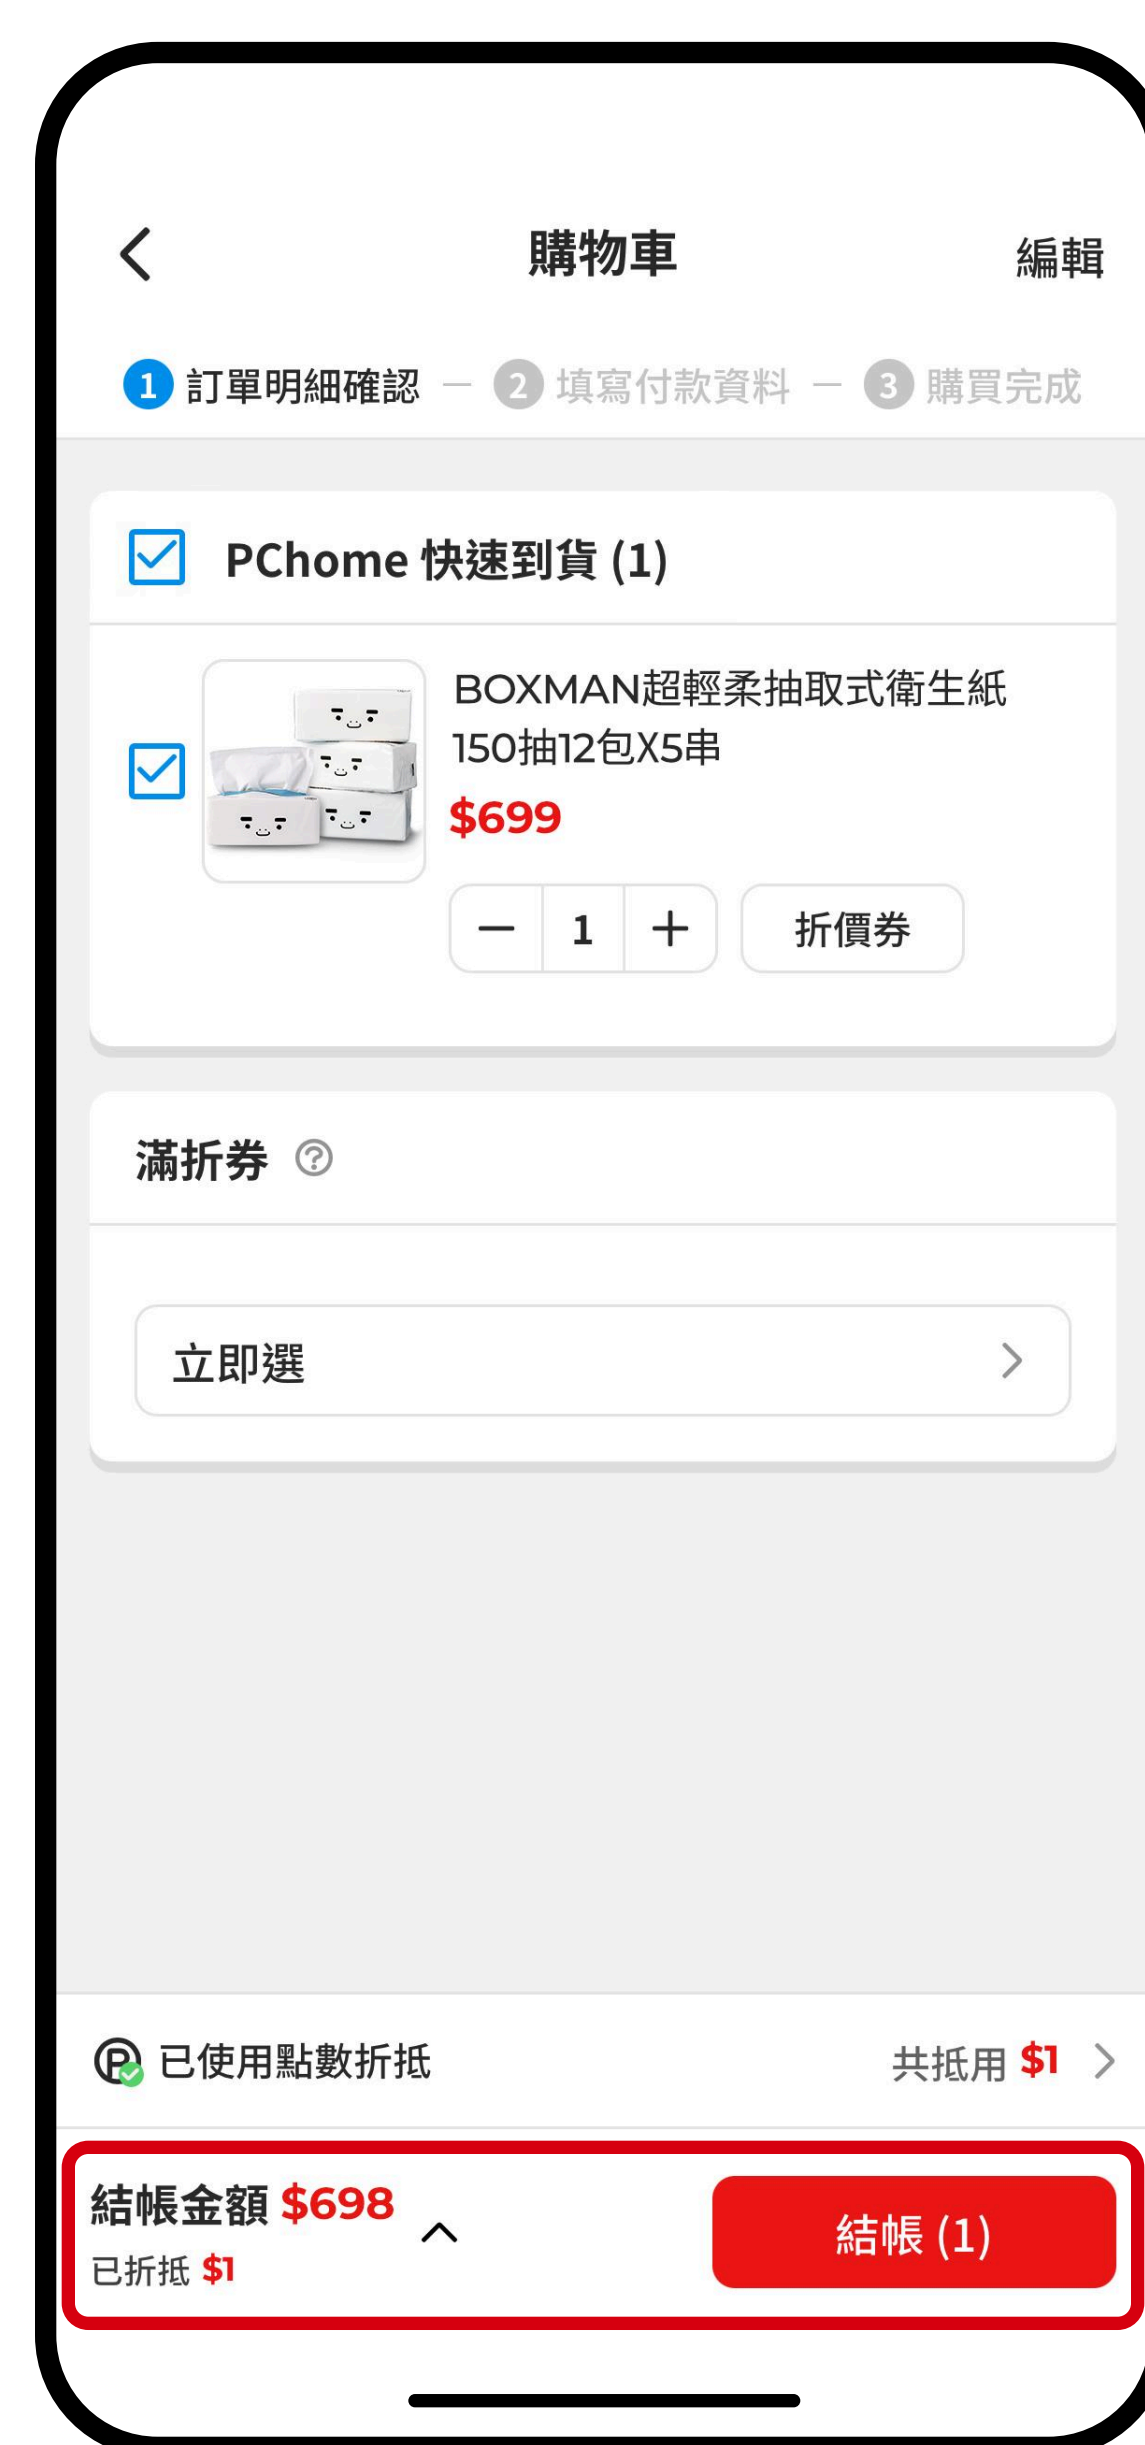 購物車
編輯
1 訂單明細確認 － 2 填寫付款資料 － 3 購買完成
PChome 快速到貨 (1)
BOXMAN超輕柔抽取式衛生紙
150抽12包X5串
$699
－ 1 ＋ 折價券
滿折券 ?
立即選
P 已使用點數折抵 共抵用 $1
結帳金額 $698
已折抵 $1
結帳 (1)